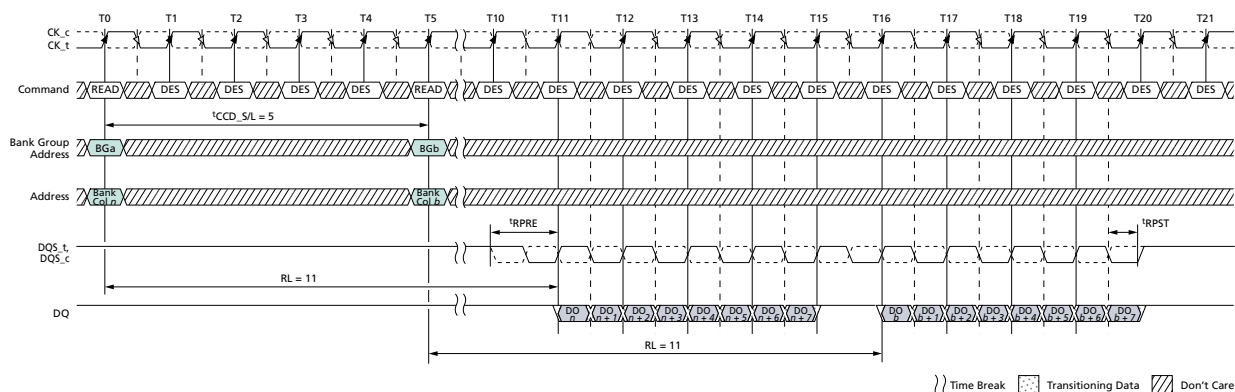 T0 T1 T2 T3 T4 T5 T10 T11 T12 T13 T14 T15 T16 T17 T18 T19 T20 T21
CK_c
CK_t
Command READ DES DES DES DES READ DES DES DES DES DES DES DES DES DES DES DES DES
tCCD_S/L = 5
Bank Group
Address BGa BGb
Address Bank
Col n Bank
Col b
tRPRE tRPST
DQS_t,
DQS_c
RL = 11
DQ DO
n DO
n + 1 DO
n + 2 DO
n + 3 DO
n + 4 DO
n + 5 DO
n + 6 DO
n + 7 DO
b DO
b + 1 DO
b + 2 DO
b + 3 DO
b + 4 DO
b + 5 DO
b + 6 DO
b + 7
RL = 11
Time Break Transitioning Data Don't Care